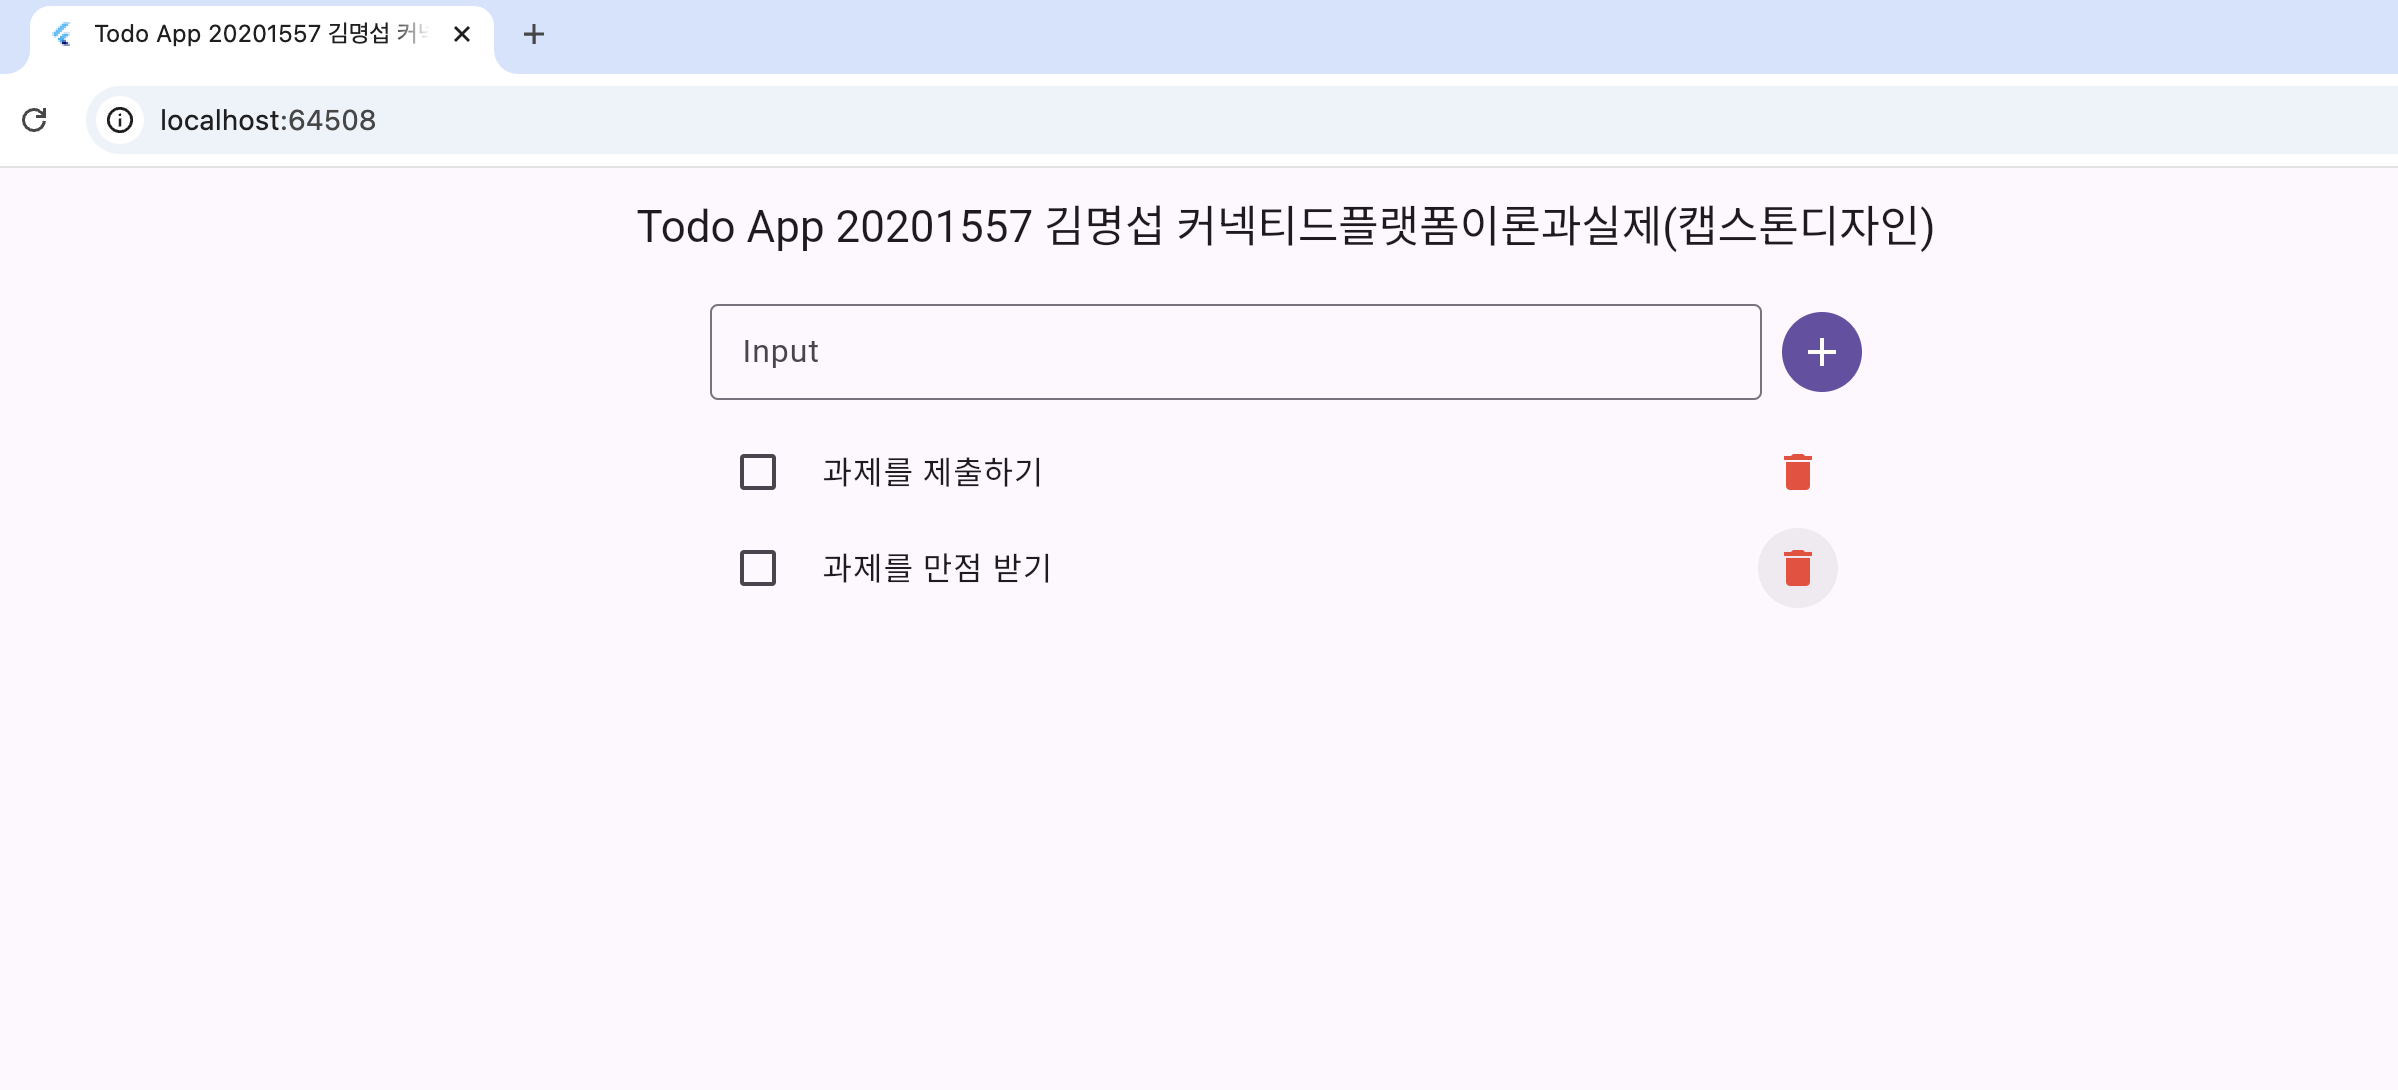 Todo App 20201557 김명섭 커
localhost:64508
Todo App 20201557 김명섭 커넥티드플랫폼이론과실제(캡스톤디자인)
Input
과제를 제출하기
과제를 만점 받기